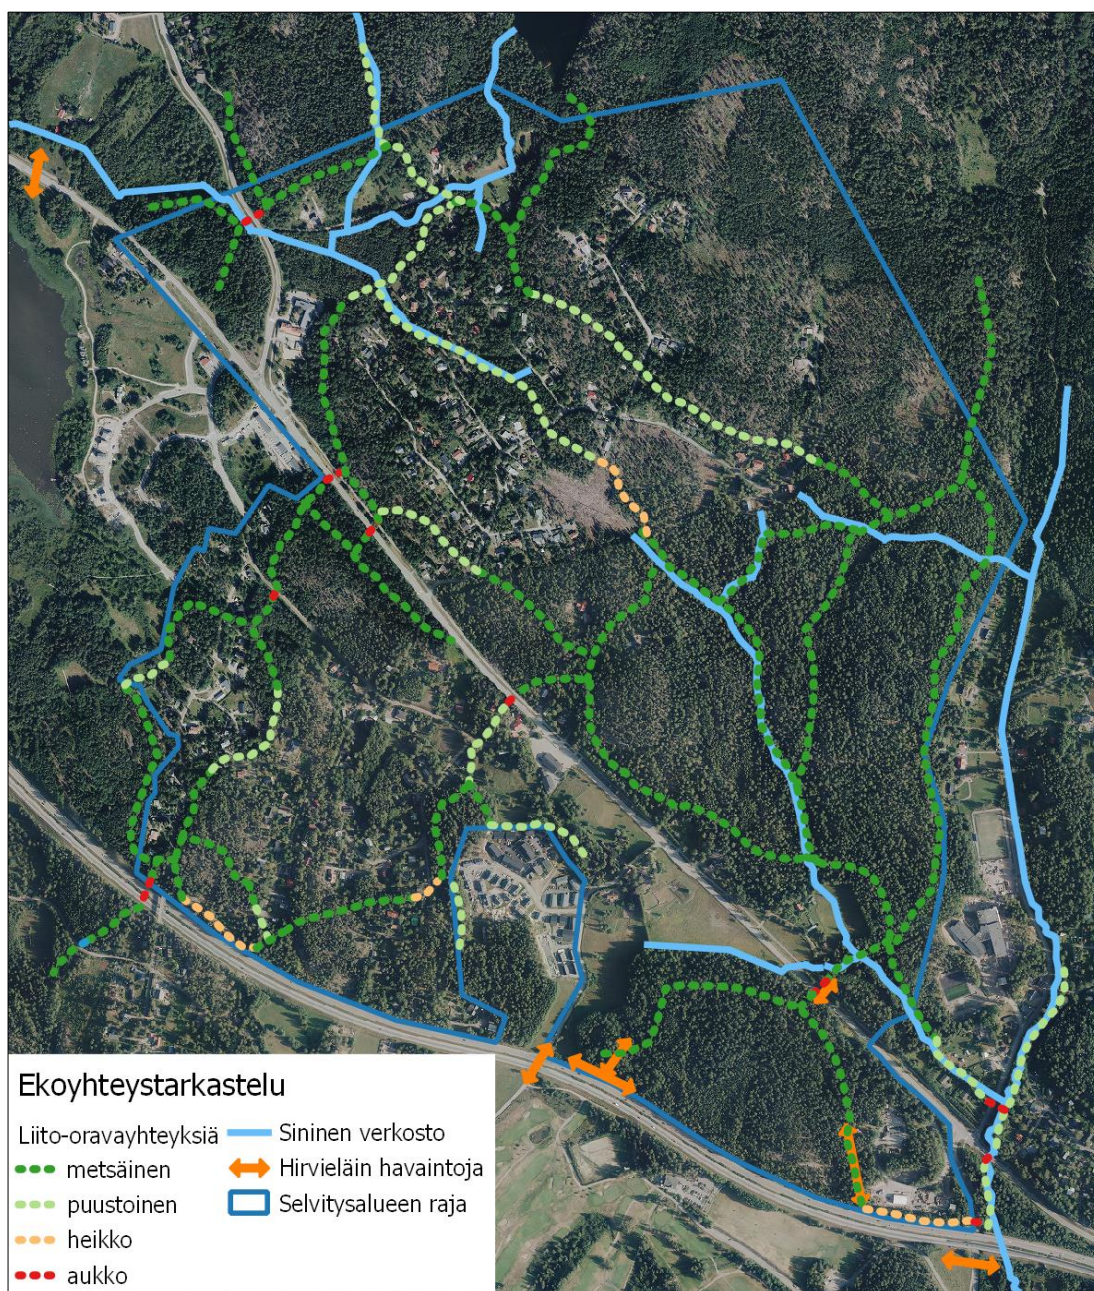 Ekoyhteystarkastelu
Liito-oravayhteyksiä
metsäinen
puustoinen
heikko
aukko
Sininen verkosto
Hirvieläin havaintoja
Selvitysalueen raja